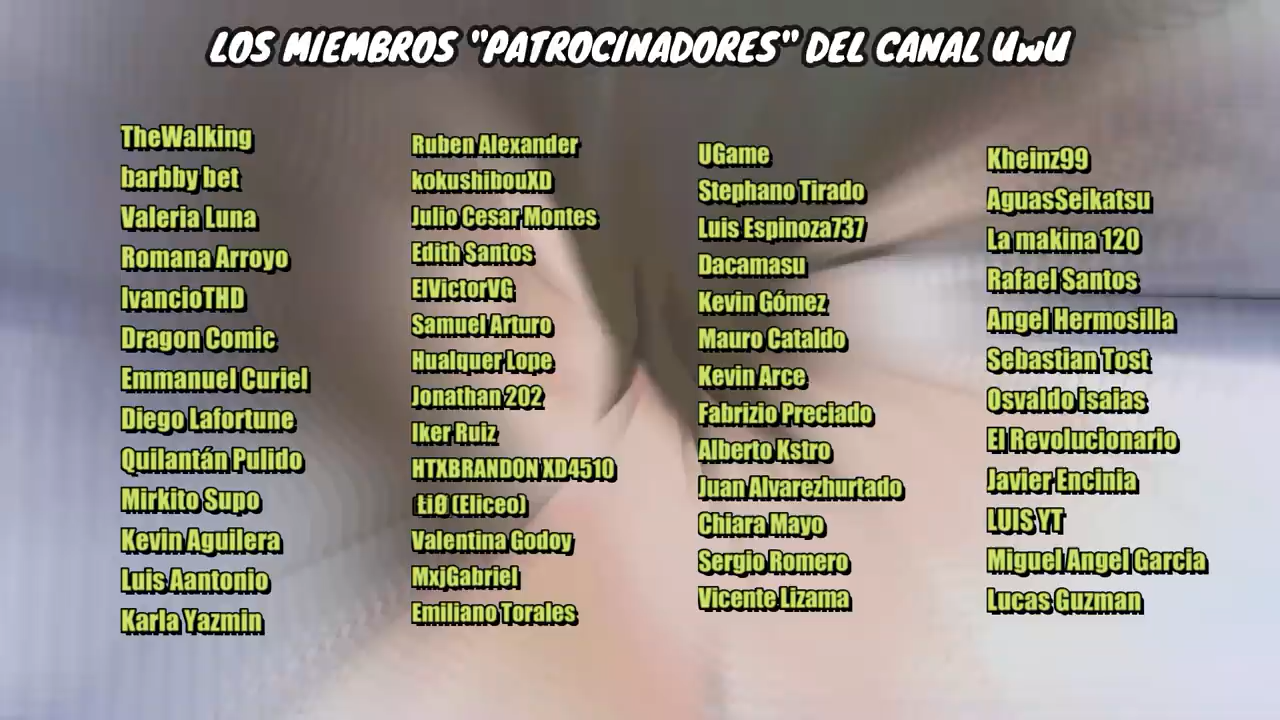 LOS MIEMBROS "PATROCINADORES" DEL CANAL UwU
TheWalking
barbby bet
Valeria Luna
Romana Arroyo
IvancioTHD
Dragon Comic
Emmanuel Curiel
Diego Lafortune
Quilantán Pulido
Mirkito Supo
Kevin Aguilera
Luis Aantonio
Karla Yazmin
Ruben Alexander
kokushibouXD
Julio Cesar Montes
Edith Santos
ElVictorVG
Samuel Arturo
Hualquer Lope
Jonathan 202
Iker Ruiz
HTXBRANDON XD4510
ŁiØ (Eliceo)
Valentina Godoy
MxjGabriel
Emiliano Torales
UGame
Stephano Tirado
Luis Espinoza737
Dacamasu
Kevin Gómez
Mauro Cataldo
Kevin Arce
Fabrizio Preciado
Alberto Kstro
Juan Alvarezhurtado
Chiara Mayo
Sergio Romero
Vicente Lizama
Kheinz99
AguasSeikatsu
La makina 120
Rafael Santos
Angel Hermosilla
Sebastian Tost
Osvaldo isaias
El Revolucionario
Javier Encinia
LUIS YT
Miguel Angel Garcia
Lucas Guzman